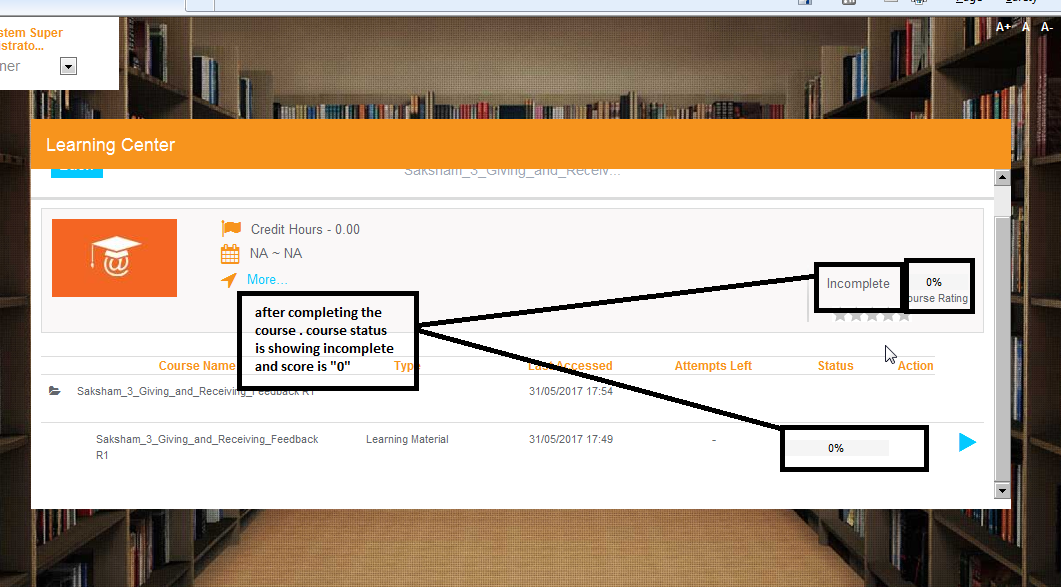 A+ A A-
stem Super
istrato...
ner
Learning Center
Saksham_3_Giving_and_Receiv...
Credit Hours - 0.00
NA ~ NA
More...
Incomplete
0%
ourse Rating
after completing the
course . course status
is showing incomplete
and score is "0"
Course Name Type Last Accessed Attempts Left Status Action
Saksham_3_Giving_and_Receiving_Feedback R1 31/05/2017 17:54
Saksham_3_Giving_and_Receiving_Feedback Learning Material 31/05/2017 17:49 - 0%
R1